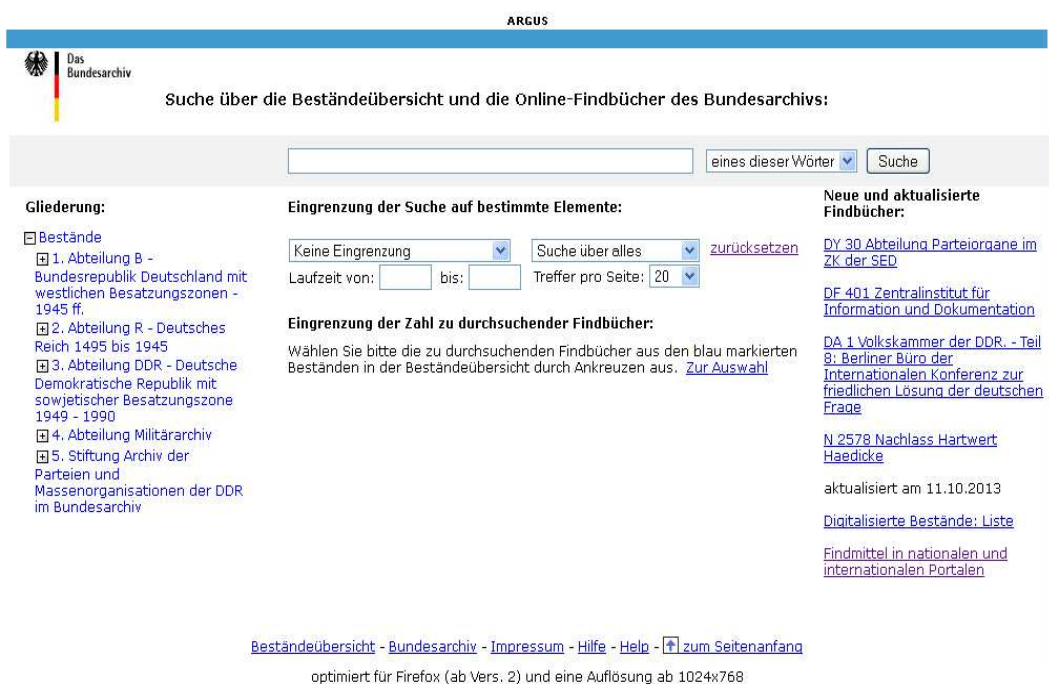 ARGUS
Das
Bundesarchiv
Suche über die Beständeübersicht und die Online-Findbücher des Bundesarchivs:
eines dieser Wörter
Suche
Gliederung:
Bestände
1. Abteilung B -
Bundesrepublik Deutschland mit
westlichen Besatzungszonen -
1945 ff.
2. Abteilung R - Deutsches
Reich 1495 bis 1945
3. Abteilung DDR - Deutsche
Demokratische Republik mit
sowjetischer Besatzungszone
1949 - 1990
4. Abteilung Militärarchiv
5. Stiftung Archiv der
Parteien und
Massenorganisationen der DDR
im Bundesarchiv
Eingrenzung der Suche auf bestimmte Elemente:
Keine Eingrenzung
Suche über alles
zurücksetzen
Laufzeit von:
bis:
Treffer pro Seite: 20
Eingrenzung der Zahl zu durchsuchender Findbücher:
Wählen Sie bitte die zu durchsuchenden Findbücher aus den blau markierten
Beständen in der Beständeübersicht durch Ankreuzen aus. Zur Auswahl
Neue und aktualisierte
Findbücher:
DY 30 Abteilung Parteiorgane im
ZK der SED
DF 401 Zentralinstitut für
Information und Dokumentation
DA 1 Volkskammer der DDR. - Teil
8: Berliner Büro der
Internationalen Konferenz zur
friedlichen Lösung der deutschen
Frage
N 2578 Nachlass Hartwert
Haedicke
aktualisiert am 11.10.2013
Digitalisierte Bestände: Liste
Findmittel in nationalen und
internationalen Portalen
Beständeübersicht - Bundesarchiv - Impressum - Hilfe - Help - zum Seitenanfang
optimiert für Firefox (ab Vers. 2) und eine Auflösung ab 1024x768